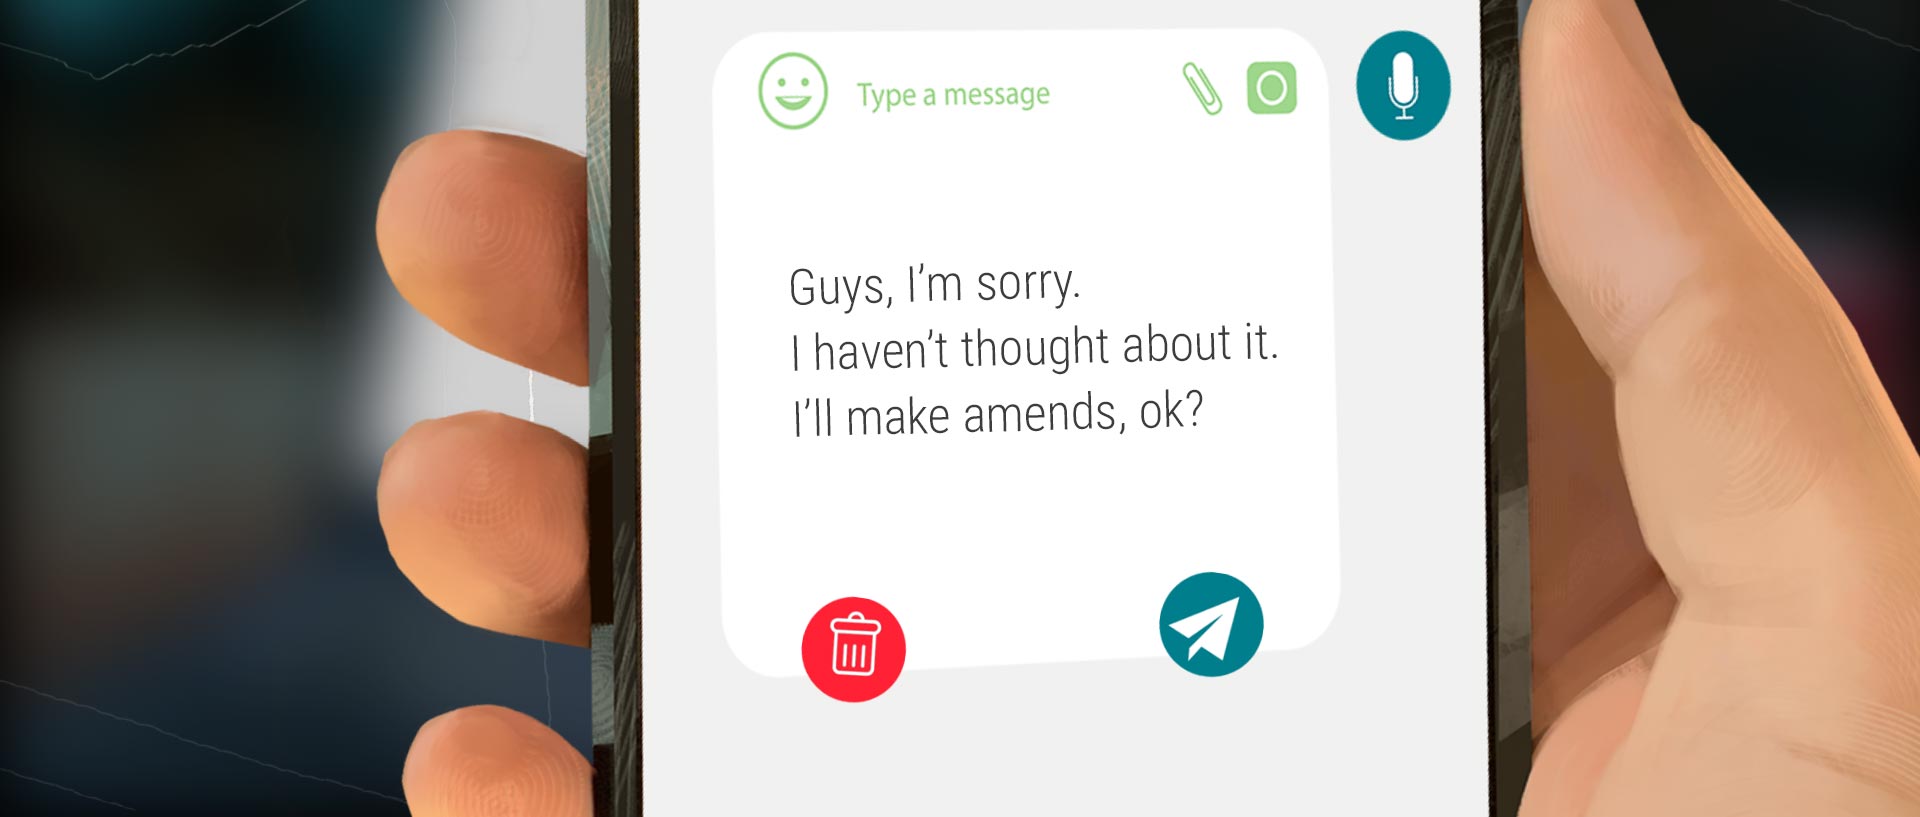 Type a message
Guys, I’m sorry.
I haven’t thought about it.
I’ll make amends, ok?